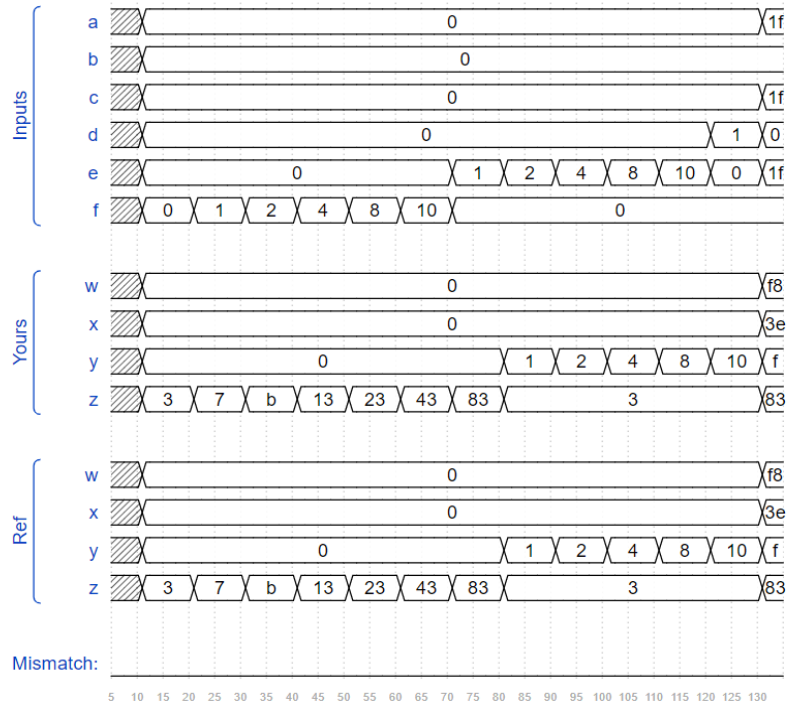 Inputs
a 0 1f
b 0
c 0 1f
d 0 1 0
e 0 1 2 4 8 10 0 1f
f 0 1 2 4 8 10 0
Yours
w 0 f8
x 0 3e
y 0 1 2 4 8 10 f
z 3 7 b 13 23 43 83 3 83
Ref
w 0 f8
x 0 3e
y 0 1 2 4 8 10 f
z 3 7 b 13 23 43 83 3 83
Mismatch:
5 10 15 20 25 30 35 40 45 50 55 60 65 70 75 80 85 90 95 100 105 110 115 120 125 130